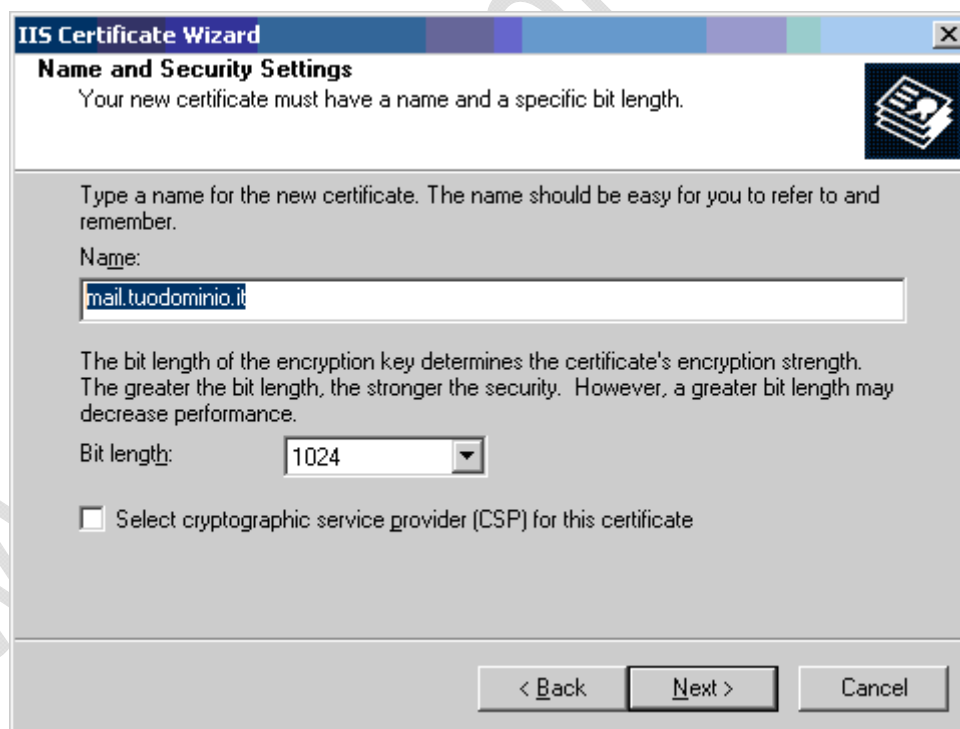 IIS Certificate Wizard
Name and Security Settings
Your new certificate must have a name and a specific bit length.
Type a name for the new certificate. The name should be easy for you to refer to and
remember.
Name:
mail.tuodominio.it
The bit length of the encryption key determines the certificate's encryption strength.
The greater the bit length, the stronger the security. However, a greater bit length may
decrease performance.
Bit length: 1024
Select cryptographic service provider (CSP) for this certificate
< Back Next > Cancel